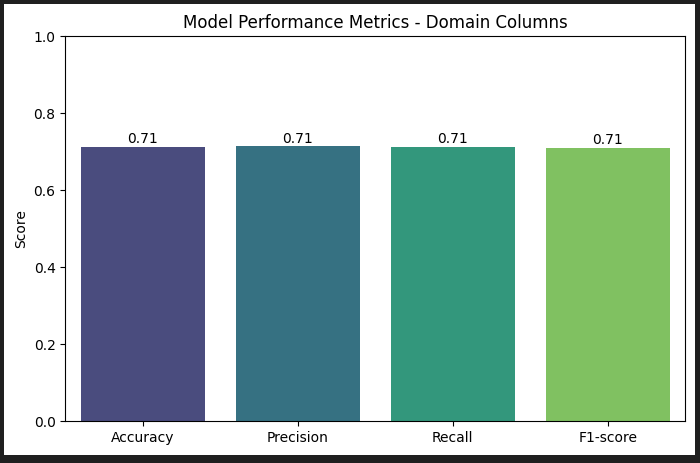 Model Performance Metrics - Domain Columns
1.0
0.8
0.6
0.4
0.2
0.0
Score
0.71
0.71
0.71
0.71
Accuracy
Precision
Recall
F1-score